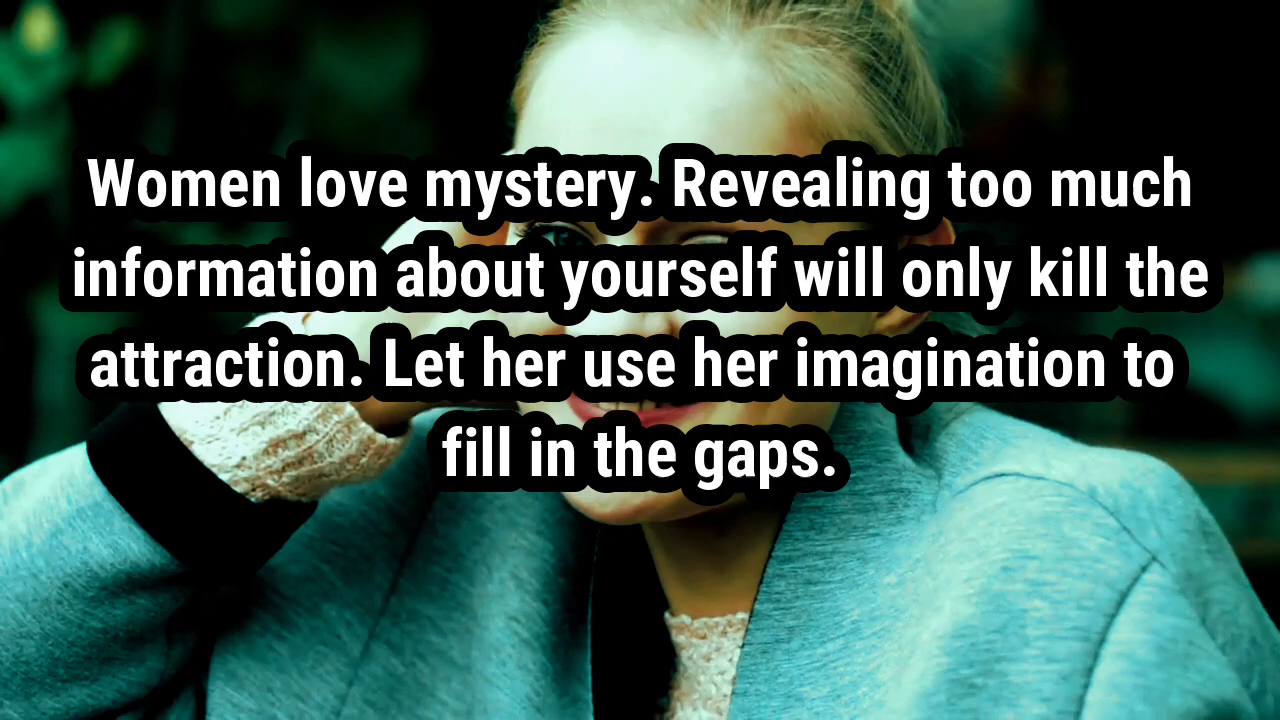 Women love mystery. Revealing too much
information about yourself will only kill the
attraction. Let her use her imagination to
fill in the gaps.